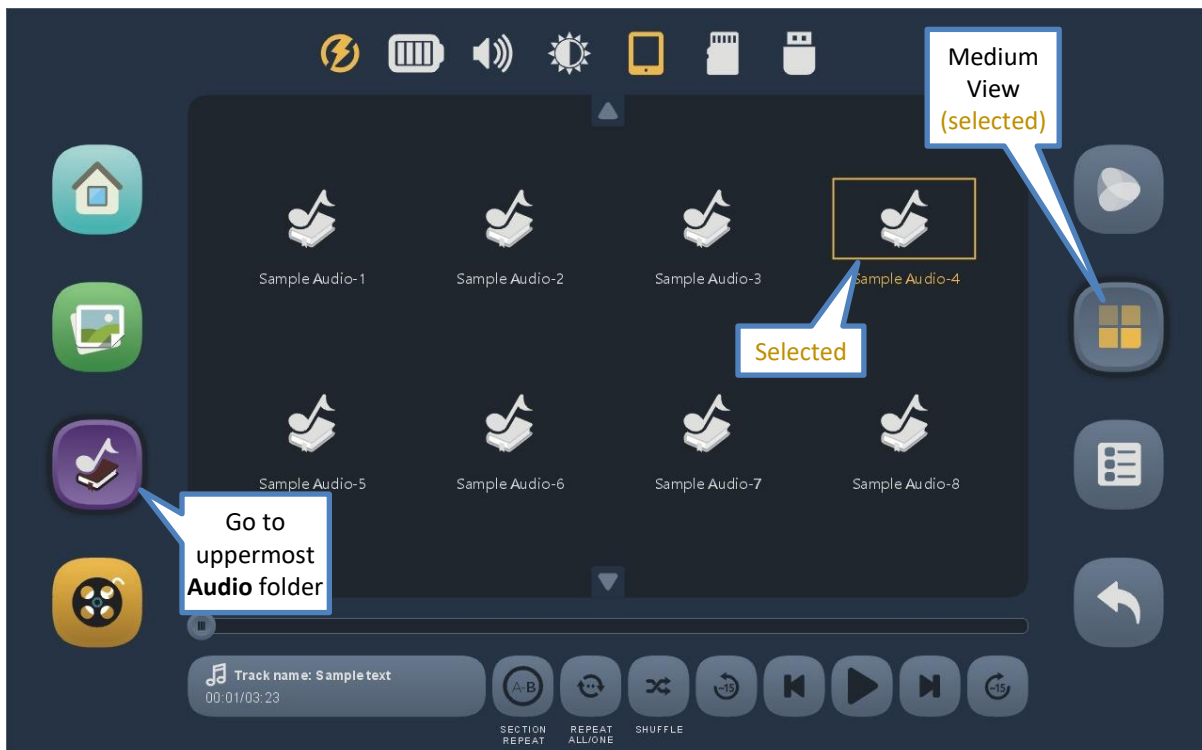 Medium
View
(selected)
Sample Audio-1
Sample Audio-2
Sample Audio-3
Sample Audio-4
Selected
Sample Audio-5
Sample Audio-6
Sample Audio-7
Sample Audio-8
Go to
uppermost
Audio folder
Track name: Sample text
00:01/03:23
A-B
-15
-15
SECTION
REPEAT
REPEAT
ALL/ONE
SHUFFLE